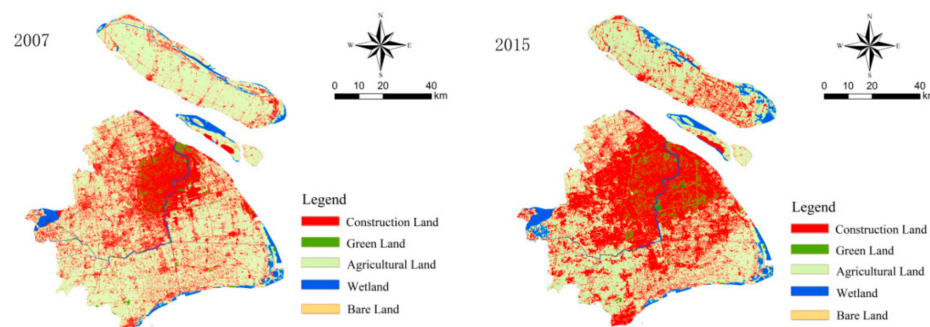 2007
N
W E
S
0 10 20 40
km
Legend
Construction Land
Green Land
Agricultural Land
Wetland
Bare Land
2015
N
W E
S
0 10 20 40
km
Legend
Construction Land
Green Land
Agricultural Land
Wetland
Bare Land